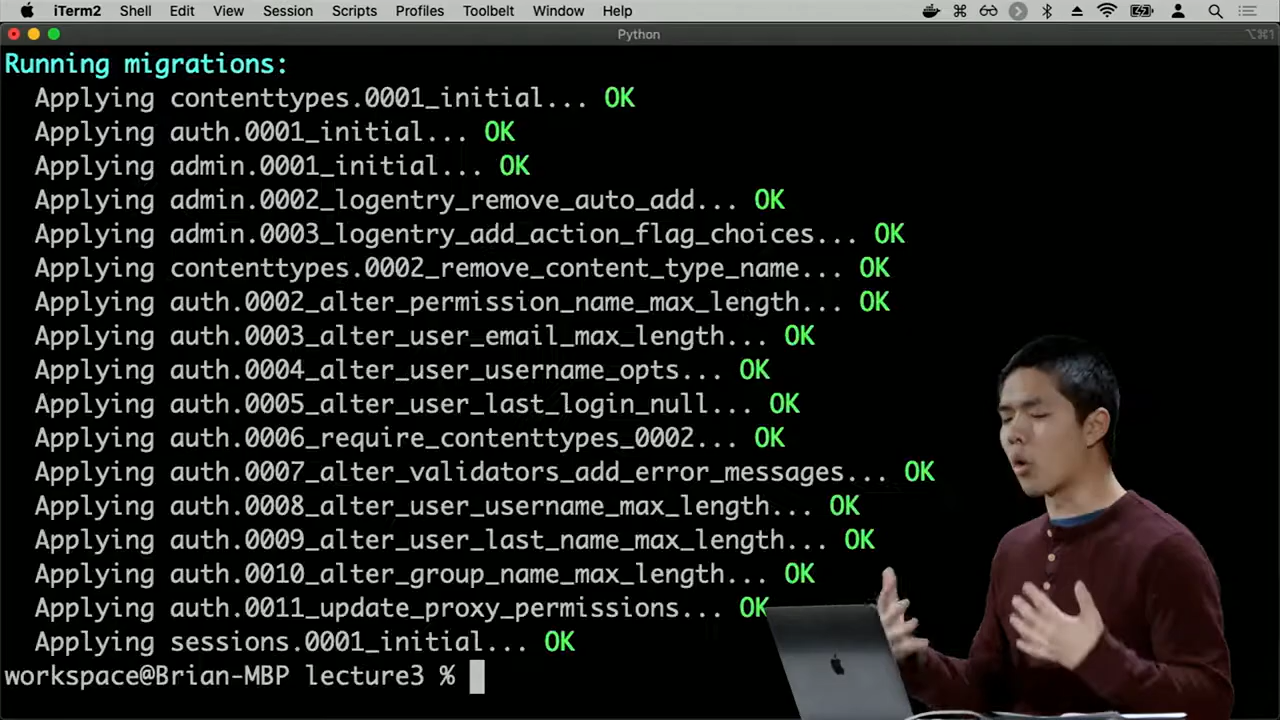 iTerm2 Shell Edit View Session Scripts Profiles Toolbelt Window Help
Python
⌥⌘1
Running migrations:
Applying contenttypes.0001_initial... OK
Applying auth.0001_initial... OK
Applying admin.0001_initial... OK
Applying admin.0002_logentry_remove_auto_add... OK
Applying admin.0003_logentry_add_action_flag_choices... OK
Applying contenttypes.0002_remove_content_type_name... OK
Applying auth.0002_alter_permission_name_max_length... OK
Applying auth.0003_alter_user_email_max_length... OK
Applying auth.0004_alter_user_username_opts... OK
Applying auth.0005_alter_user_last_login_null... OK
Applying auth.0006_require_contenttypes_0002... OK
Applying auth.0007_alter_validators_add_error_messages... OK
Applying auth.0008_alter_user_username_max_length... OK
Applying auth.0009_alter_user_last_name_max_length... OK
Applying auth.0010_alter_group_name_max_length... OK
Applying auth.0011_update_proxy_permissions... OK
Applying sessions.0001_initial... OK
workspace@Brian-MBP lecture3 %